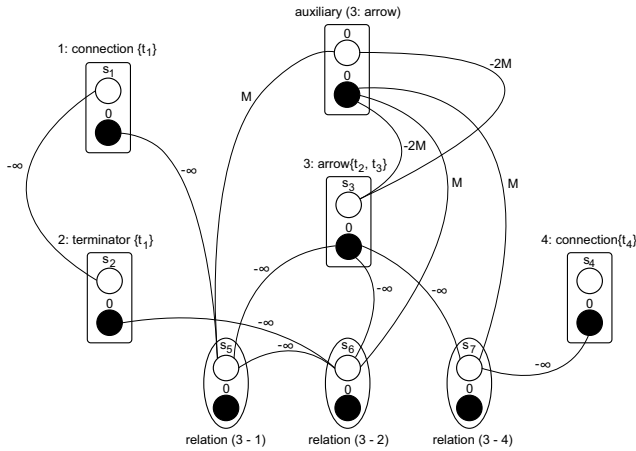 auxiliary (3: arrow)
0
0
-2M
M
1: connection {t1}
s1
0
-∞
-∞
-2M
3: arrow{t2, t3}
s3
M
M
2: terminator {t1}
s2
0
4: connection{t4}
s4
0
-∞
-∞
-∞
-∞
s5
-∞
s6
s7
-∞
0
0
0
relation (3 - 1)
relation (3 - 2)
relation (3 - 4)